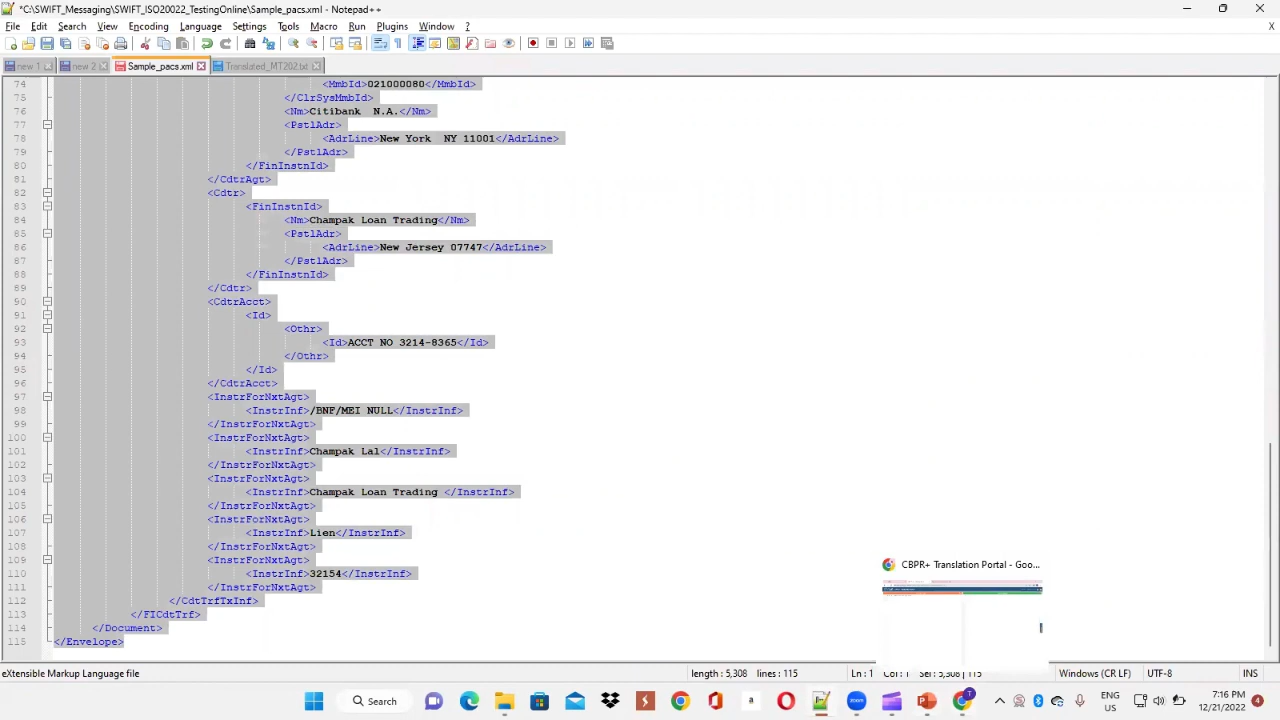 *C:\SWIFT_Messaging\SWIFT_ISO20022_TestingOnline\Sample_pacs.xml - Notepad++
File Edit Search View Encoding Language Settings Tools Macro Run Plugins Window ? X
new 1 new 2 Sample_pacs.xml Translated_MT202.txt
74 <MmbId>021000080</MmbId>
75 </ClrSysMmbId>
76 <Nm>Citibank  N.A.</Nm>
77 <PstlAdr>
78 <AdrLine>New York  NY 11001</AdrLine>
79 </PstlAdr>
80 </FinInstnId>
81 </CdtrAgt>
82 <Cdtr>
83 <FinInstnId>
84 <Nm>Champak Loan Trading</Nm>
85 <PstlAdr>
86 <AdrLine>New Jersey 07747</AdrLine>
87 </PstlAdr>
88 </FinInstnId>
89 </Cdtr>
90 <CdtrAcct>
91 <Id>
92 <Othr>
93 <Id>ACCT NO 3214-8365</Id>
94 </Othr>
95 </Id>
96 </CdtrAcct>
97 <InstrForNxtAgt>
98 <InstrInf>/BNF/MEI NULL</InstrInf>
99 </InstrForNxtAgt>
100 <InstrForNxtAgt>
101 <InstrInf>Champak Lal</InstrInf>
102 </InstrForNxtAgt>
103 <InstrForNxtAgt>
104 <InstrInf>Champak Loan Trading </InstrInf>
105 </InstrForNxtAgt>
106 <InstrForNxtAgt>
107 <InstrInf>Lien</InstrInf>
108 </InstrForNxtAgt>
109 <InstrForNxtAgt>
110 <InstrInf>32154</InstrInf>
111 </InstrForNxtAgt>
112 </CdtTrfTxInf>
113 </FICdtTrf>
114 </Document>
115 </Envelope>
CBPR+ Translation Portal - Goo...
eXtensible Markup Language file length : 5,308 lines : 115 Ln : 1 Col : 1 Sel : 5,308 | 115 Windows (CR LF) UTF-8 INS
Search
ENG
US
7:16 PM
12/21/2022